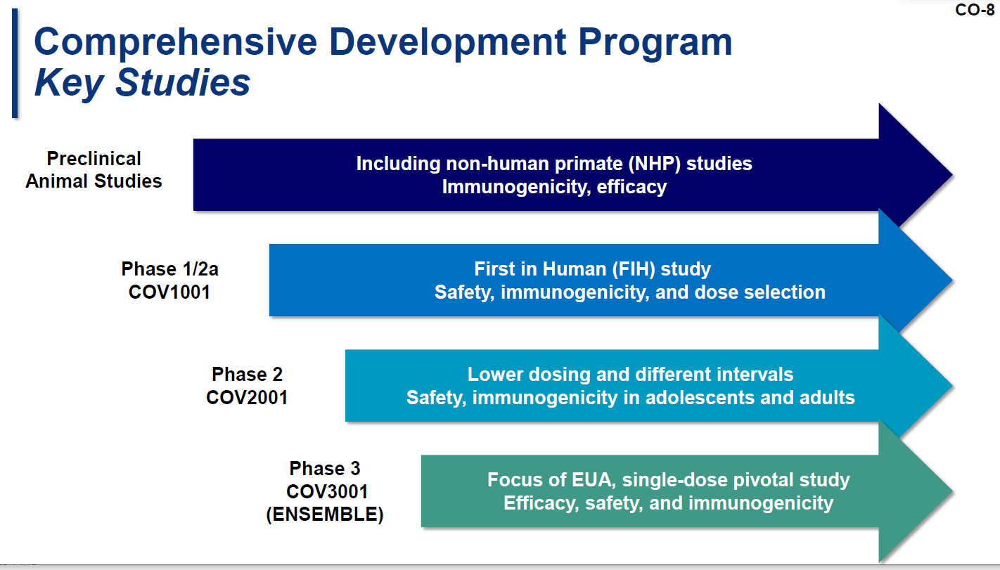 CO-8
Comprehensive Development Program
Key Studies
Preclinical
Animal Studies
Including non-human primate (NHP) studies
Immunogenicity, efficacy
Phase 1/2a
COV1001
First in Human (FIH) study
Safety, immunogenicity, and dose selection
Phase 2
COV2001
Lower dosing and different intervals
Safety, immunogenicity in adolescents and adults
Phase 3
COV3001
(ENSEMBLE)
Focus of EUA, single-dose pivotal study
Efficacy, safety, and immunogenicity